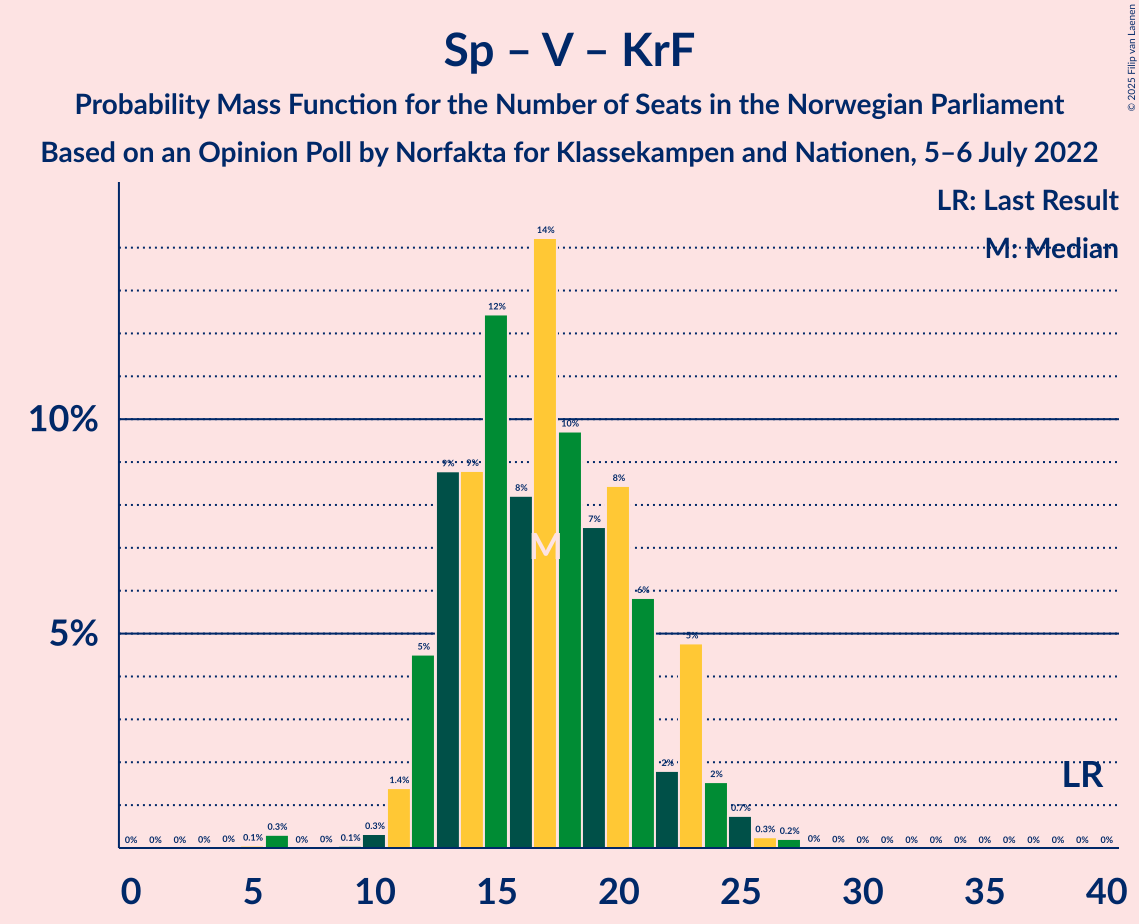 Sp – V – KrF
Probability Mass Function for the Number of Seats in the Norwegian Parliament
Based on an Opinion Poll by Norfakta for Klassekampen and Nationen, 5–6 July 2022
© 2025 Filip van Laenen
LR: Last Result
M: Median
10%
5%
0% 0% 0% 0% 0% 0.1% 0.3% 0% 0% 0.1% 0.3% 1.4% 5% 9% 9% 12% 8% 14% 10% 7% 8% 6% 2% 5% 2% 0.7% 0.3% 0.2% 0% 0% 0% 0% 0% 0% 0% 0% 0% 0% 0% 0% 0%
M
LR
0 5 10 15 20 25 30 35 40